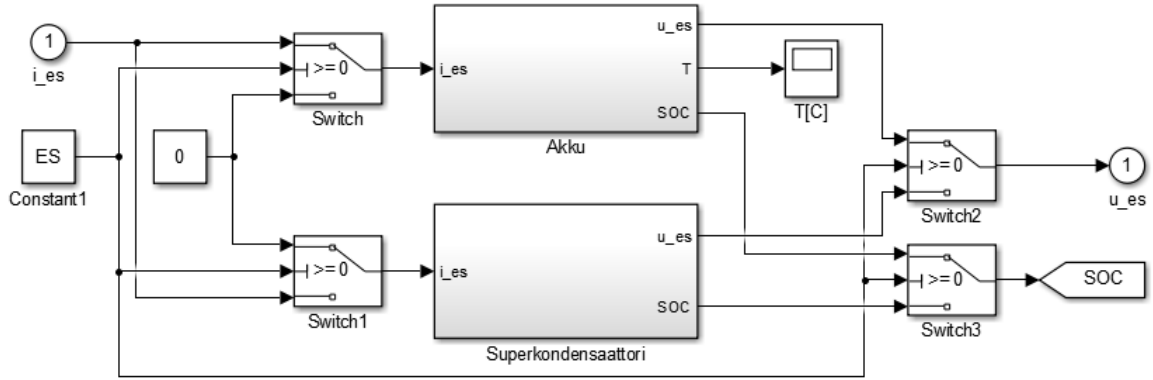 1
i_es
ES
Constant1
0
>= 0
Switch
>= 0
Switch1
i_es
u_es
T
SOC
Akku
i_es
u_es
SOC
Superkondensaattori
T[C]
>= 0
Switch2
>= 0
Switch3
1
u_es
SOC